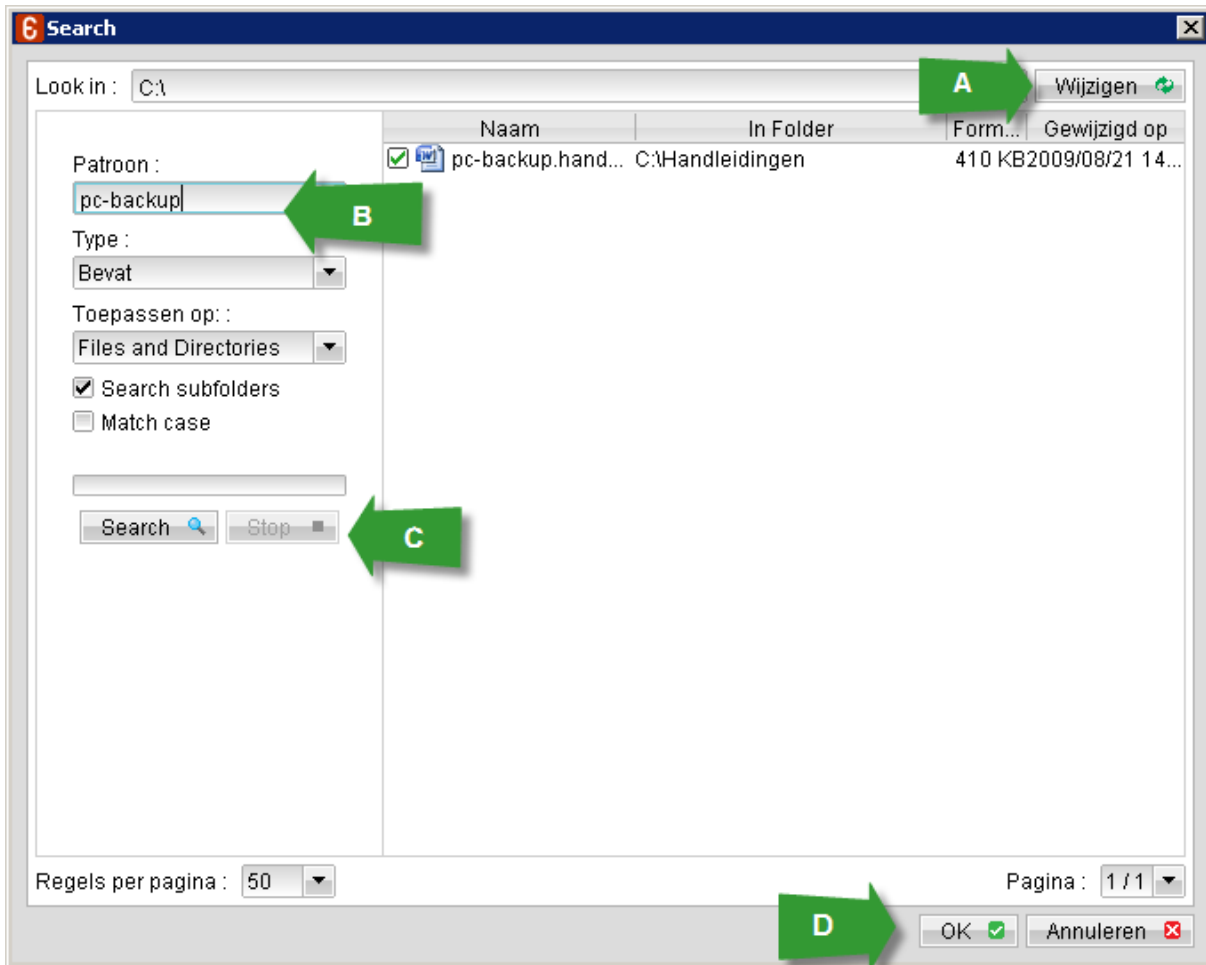 Search
Look in : C:\ A Wijzigen
Naam In Folder Form... Gewijzigd op
pc-backup.hand... C:\Handleidingen 410 KB 2009/08/21 14...
Patroon :
pc-backup
B
Type :
Bevat
Toepassen op: :
Files and Directories
Search subfolders
Match case
Search Stop C
Regels per pagina : 50 Pagina : 1 / 1
D OK Annuleren